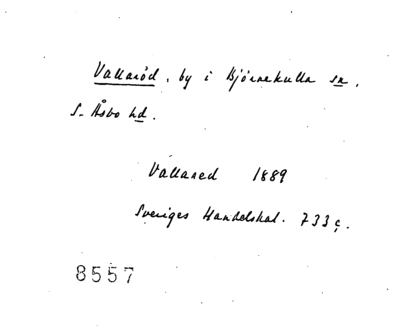 Vallaröd, by i Björnekulla sn,
S. Åsbo hd.
Vallared 1889
Sveriges Handelskal. 733 ç.
8557